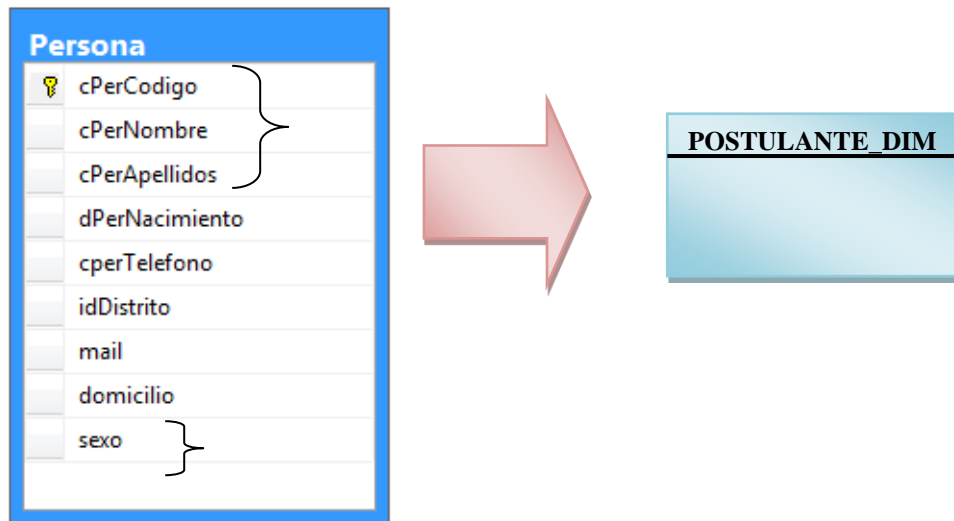 Persona
cPerCodigo
cPerNombre
cPerApellidos
dPerNacimiento
cperTelefono
idDistrito
mail
domicilio
sexo
POSTULANTE_DIM